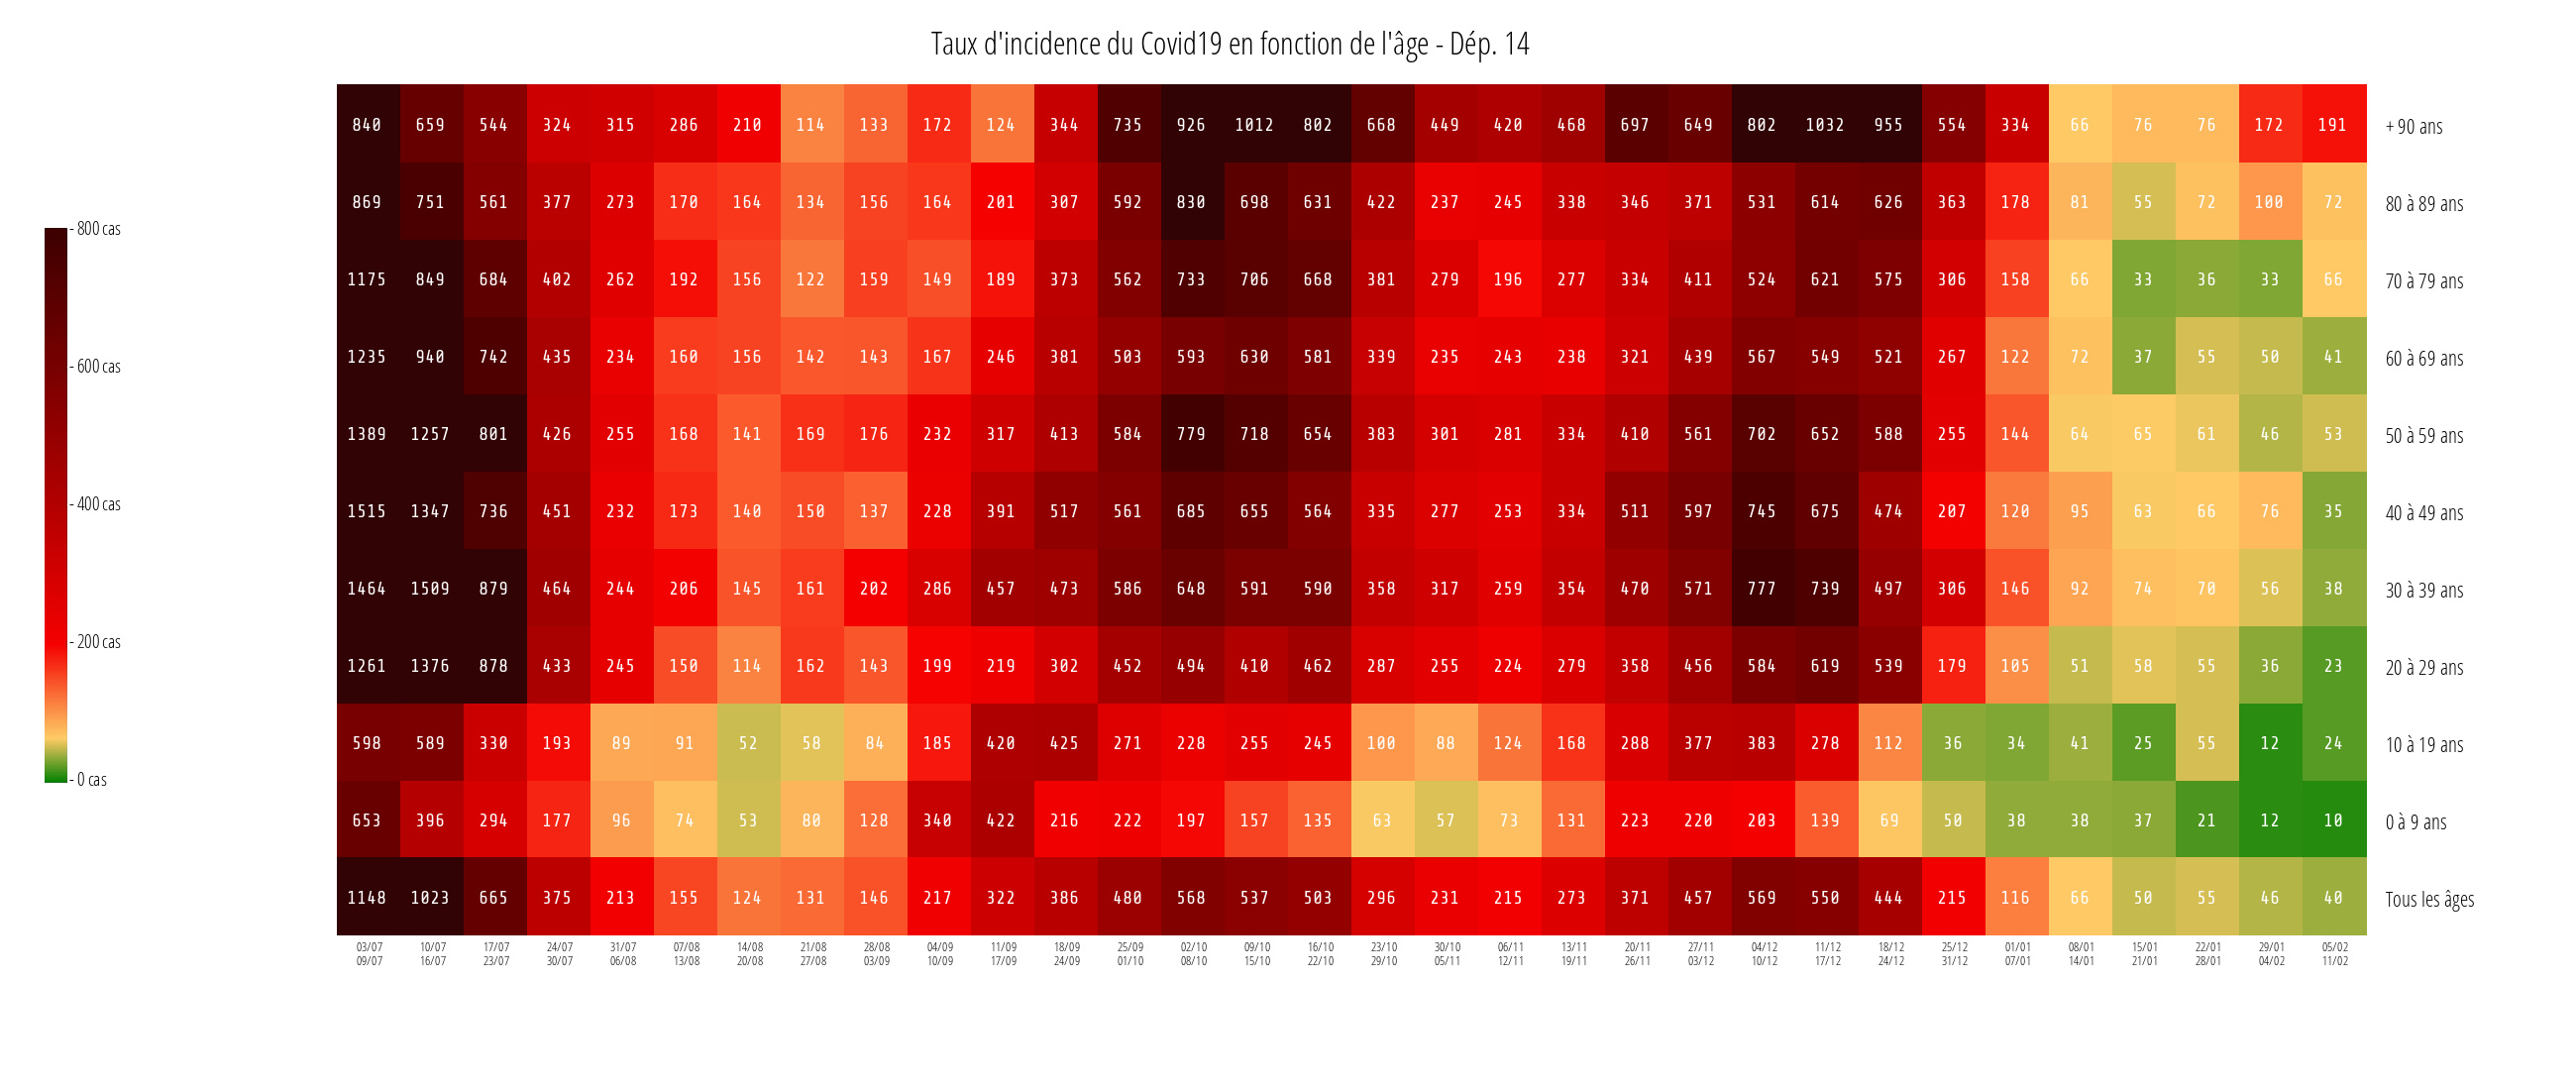 Taux d'incidence du Covid19 en fonction de l'âge - Dép. 14
- 800 cas
- 600 cas
- 400 cas
- 200 cas
- 0 cas
840 659 544 324 315 286 210 114 133 172 124 344 735 926 1012 802 668 449 420 468 697 649 802 1032 955 554 334 66 76 76 172 191 + 90 ans
869 751 561 377 273 170 164 134 156 164 201 307 592 830 698 631 422 237 245 338 346 371 531 614 626 363 178 81 55 72 100 72 80 à 89 ans
1175 849 684 402 262 192 156 122 159 149 189 373 562 733 706 668 381 279 196 277 334 411 524 621 575 306 158 66 33 36 33 66 70 à 79 ans
1235 940 742 435 234 160 156 142 143 167 246 381 503 593 630 581 339 235 243 238 321 439 567 549 521 267 122 72 37 55 50 41 60 à 69 ans
1389 1257 801 426 255 168 141 169 176 232 317 413 584 779 718 654 383 301 281 334 410 561 702 652 588 255 144 64 65 61 46 53 50 à 59 ans
1515 1347 736 451 232 173 140 150 137 228 391 517 561 685 655 564 335 277 253 334 511 597 745 675 474 207 120 95 63 66 76 35 40 à 49 ans
1464 1509 879 464 244 206 145 161 202 286 457 473 586 648 591 590 358 317 259 354 470 571 777 739 497 306 146 92 74 70 56 38 30 à 39 ans
1261 1376 878 433 245 150 114 162 143 199 219 302 452 494 410 462 287 255 224 279 358 456 584 619 539 179 105 51 58 55 36 23 20 à 29 ans
598 589 330 193 89 91 52 58 84 185 420 425 271 228 255 245 100 88 124 168 288 377 383 278 112 36 34 41 25 55 12 24 10 à 19 ans
653 396 294 177 96 74 53 80 128 340 422 216 222 197 157 135 63 57 73 131 223 220 203 139 69 50 38 38 37 21 12 10 0 à 9 ans
1148 1023 665 375 213 155 124 131 146 217 322 386 480 568 537 503 296 231 215 273 371 457 569 550 444 215 116 66 50 55 46 40 Tous les âges
03/07 10/07 17/07 24/07 31/07 07/08 14/08 21/08 28/08 04/09 11/09 18/09 25/09 02/10 09/10 16/10 23/10 30/10 06/11 13/11 20/11 27/11 04/12 11/12 18/12 25/12 01/01 08/01 15/01 22/01 29/01 05/02
09/07 16/07 23/07 30/07 06/08 13/08 20/08 27/08 03/09 10/09 17/09 24/09 01/10 08/10 15/10 22/10 29/10 05/11 12/11 19/11 26/11 03/12 10/12 17/12 24/12 31/12 07/01 14/01 21/01 28/01 04/02 11/02